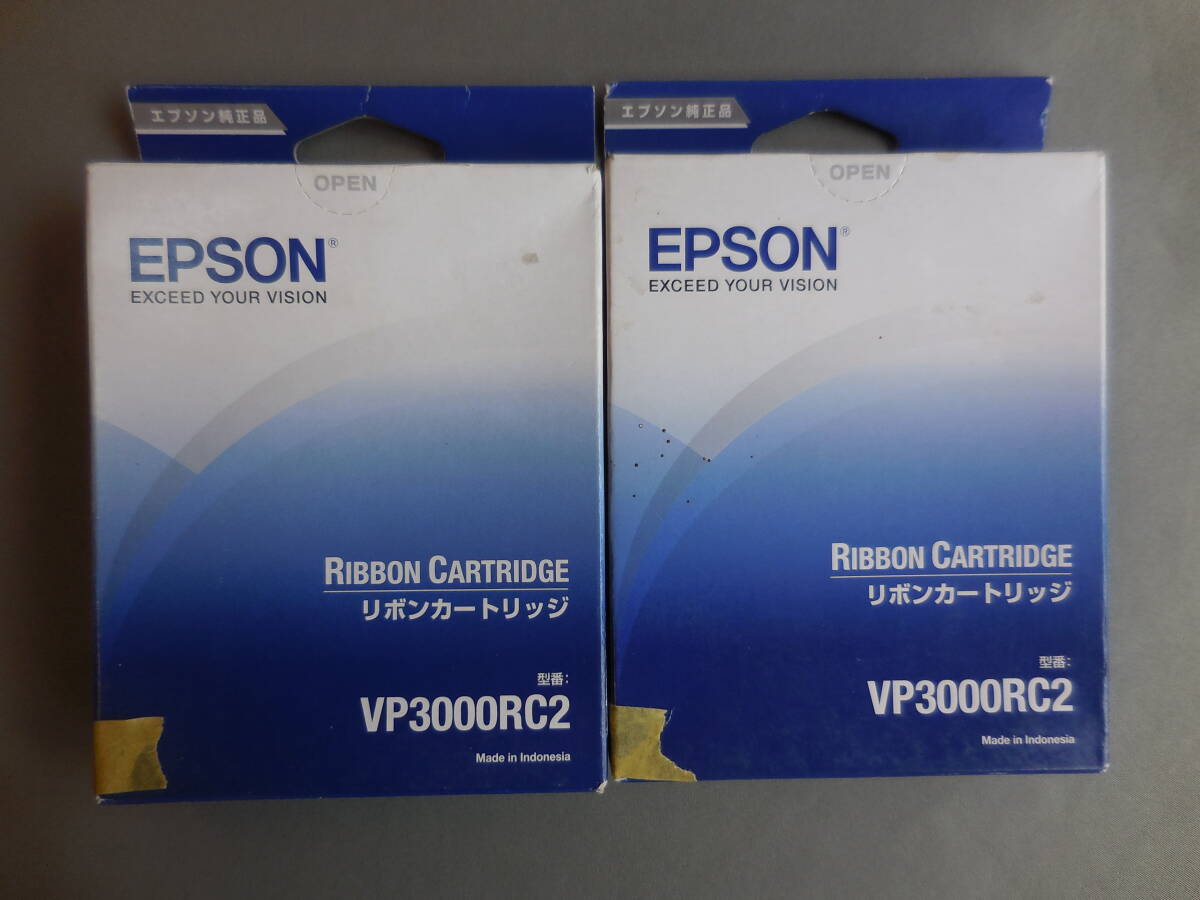 エプソン純正品
OPEN
EPSON®
EXCEED YOUR VISION
RIBBON CARTRIDGE
リボンカートリッジ
型番:
VP3000RC2
Made in Indonesia
エプソン純正品
OPEN
EPSON®
EXCEED YOUR VISION
RIBBON CARTRIDGE
リボンカートリッジ
型番:
VP3000RC2
Made in Indonesia